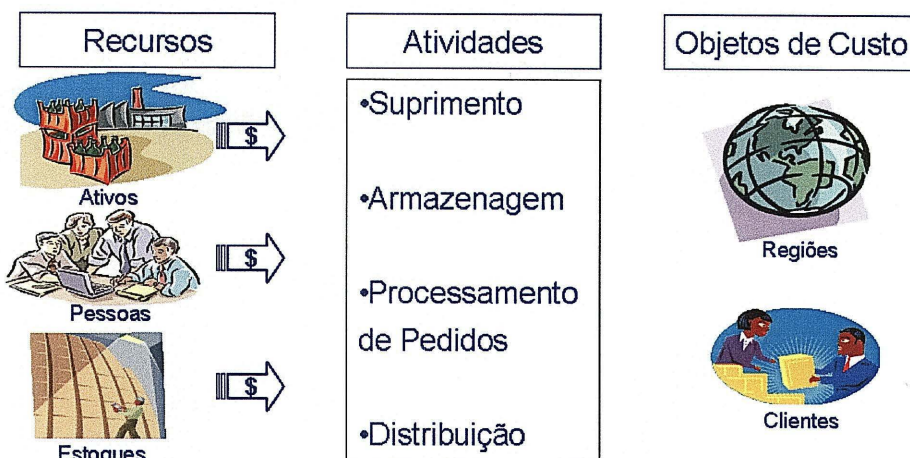 Recursos
Atividades
Objetos de Custo
Ativos
$
Pessoas
$
Estoques
$
•Suprimento
•Armazenagem
•Processamento
de Pedidos
•Distribuição
Regiões
Clientes